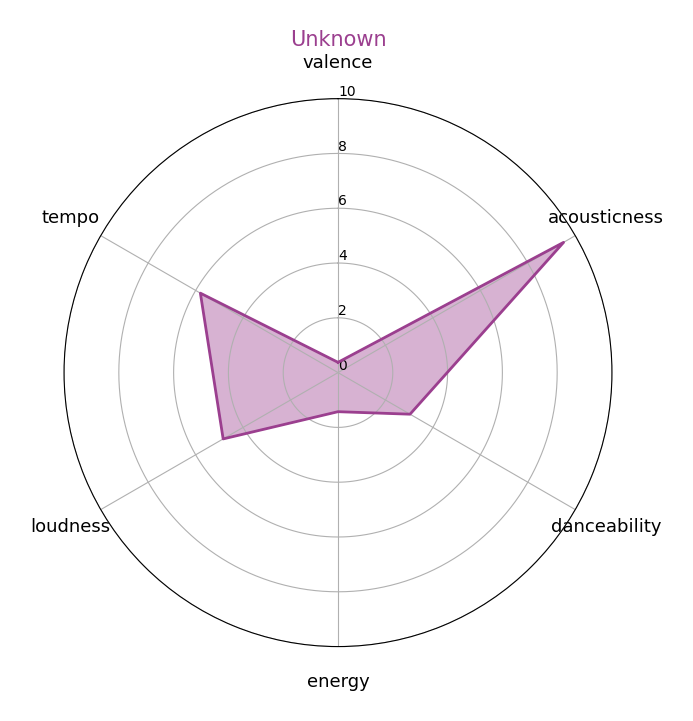 Unknown
valence
10
8
tempo
6
acousticness
4
2
0
loudness
danceability
energy